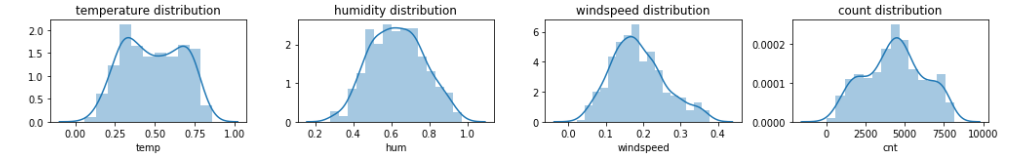 temperature distribution
2.0
1.5
1.0
0.5
0.0
0.00 0.25 0.50 0.75 1.00
temp
humidity distribution
2
1
0
0.2 0.4 0.6 0.8 1.0
hum
windspeed distribution
6
4
2
0
0.0 0.1 0.2 0.3 0.4
windspeed
count distribution
0.0002
0.0001
0.0000
0 2500 5000 7500 10000
cnt